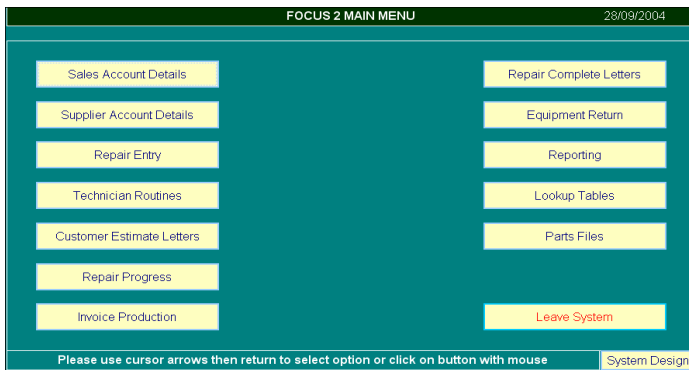 FOCUS 2 MAIN MENU 28/09/2004
Sales Account Details
Supplier Account Details
Repair Entry
Technician Routines
Customer Estimate Letters
Repair Progress
Invoice Production
Repair Complete Letters
Equipment Return
Reporting
Lookup Tables
Parts Files
Leave System
Please use cursor arrows then return to select option or click on button with mouse
System Design